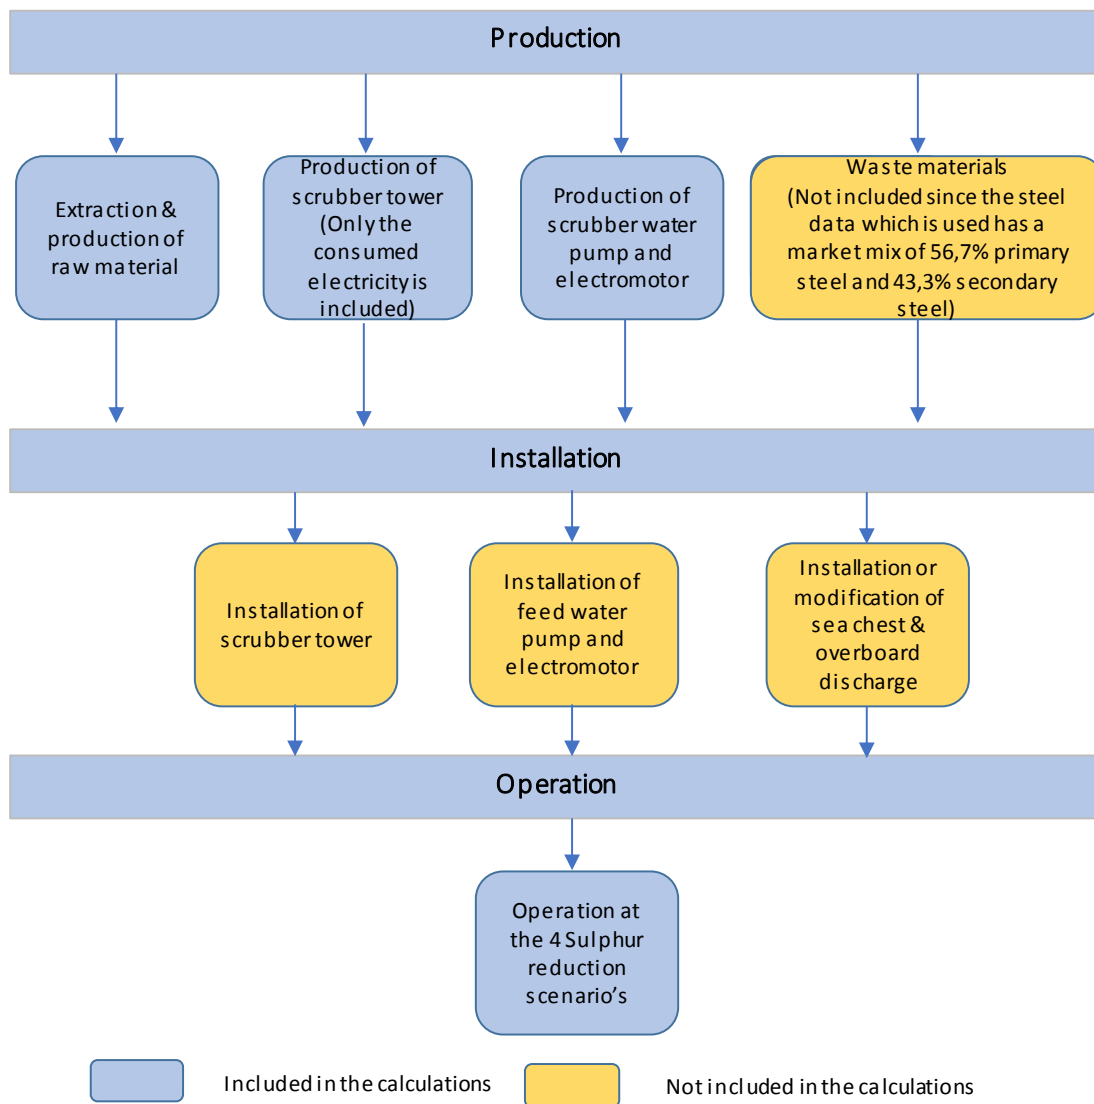 Production
Extraction &
production of
raw material
Production of
scrubber tower
(Only the
consumed
electricity is
included)
Production of
scrubber water
pump and
electromotor
Waste materials
(Not included since the steel
data which is used has a
market mix of 56,7% primary
steel and 43,3% secondary
steel)
Installation
Installation of
scrubber tower
Installation of
feed water
pump and
electromotor
Installation or
modification of
sea chest &
overboard
discharge
Operation
Operation at
the 4 Sulphur
reduction
scenario's
Included in the calculations
Not included in the calculations